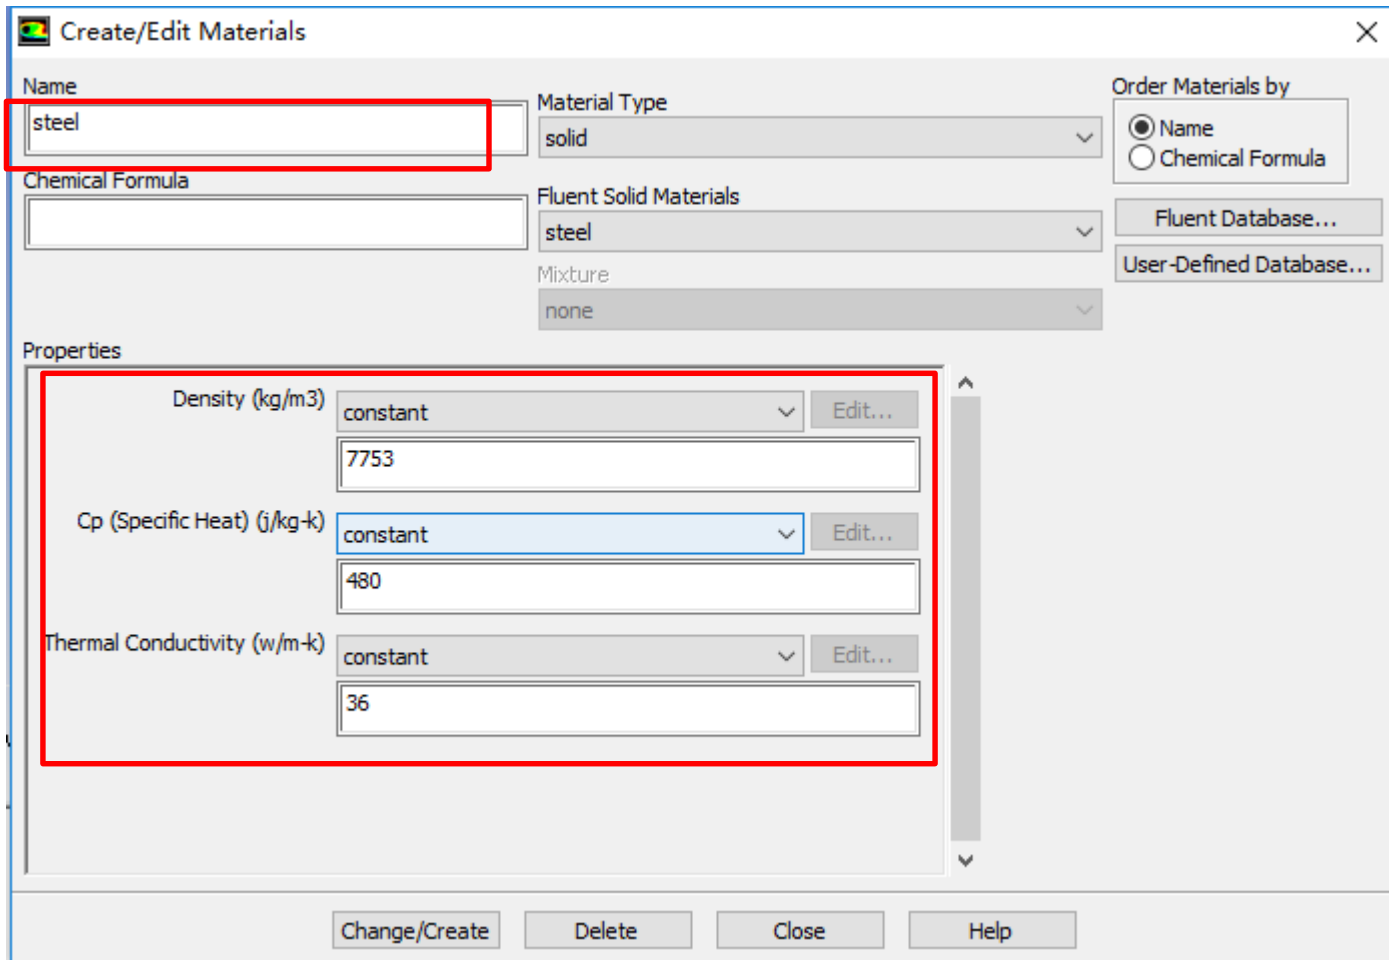 Create/Edit Materials
Name
steel
Chemical Formula
Material Type
solid
Fluent Solid Materials
steel
Mixture
none
Order Materials by
Name
Chemical Formula
Fluent Database...
User-Defined Database...
Properties
Density (kg/m3)
constant
Edit...
7753
Cp (Specific Heat) (j/kg-k)
constant
Edit...
480
Thermal Conductivity (w/m-k)
constant
Edit...
36
Change/Create
Delete
Close
Help